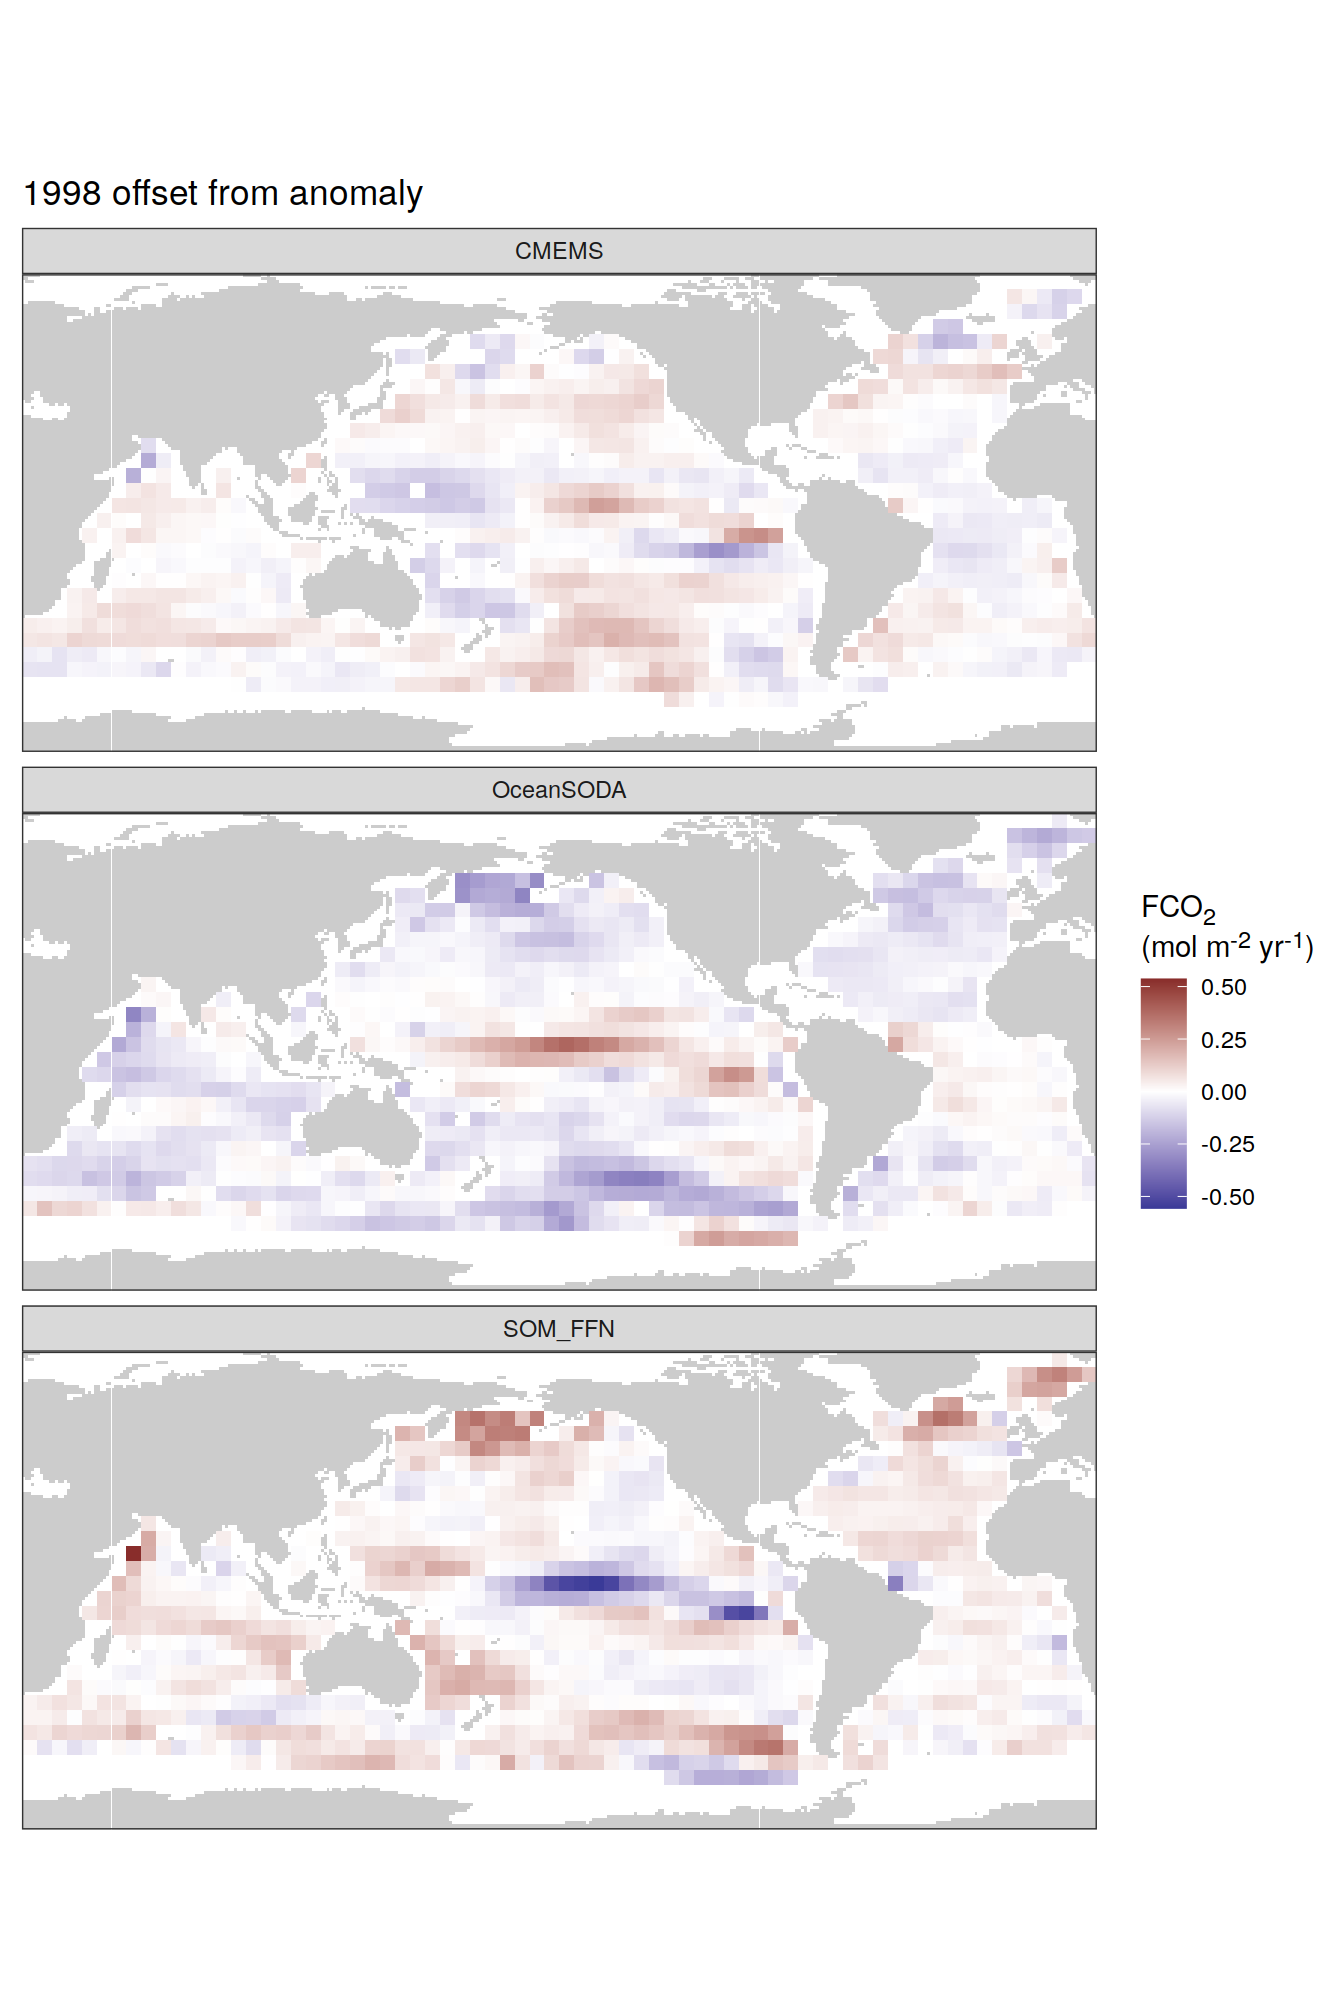 1998 offset from anomaly
CMEMS
OceanSODA
FCO₂
(mol m⁻² yr⁻¹)
0.50
0.25
0.00
-0.25
-0.50
SOM_FFN